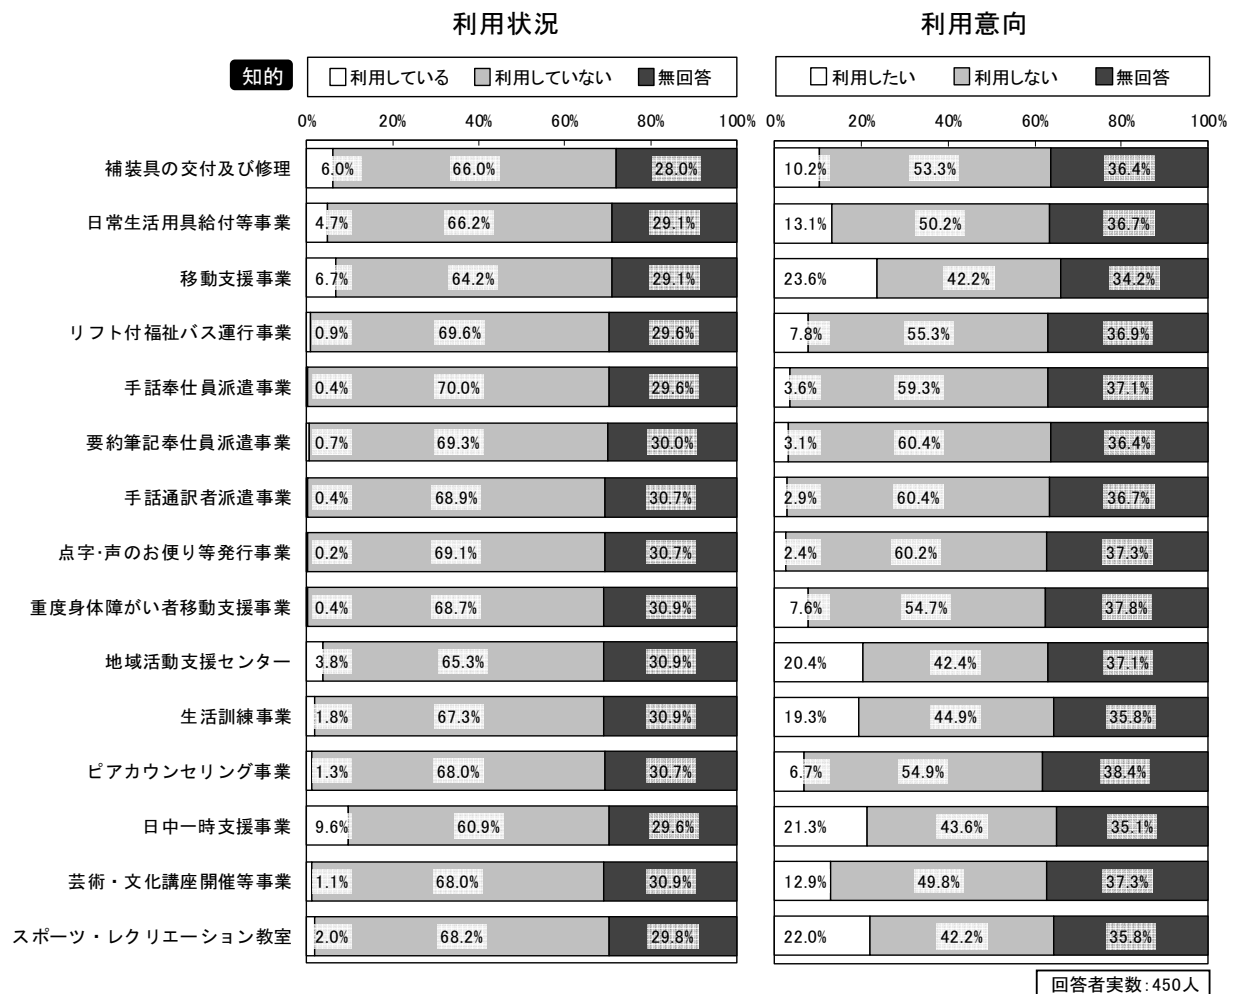 利用状況 利用意向
知的 利用している 利用していない 無回答 利用したい 利用しない 無回答
0% 20% 40% 60% 80% 100% 0% 20% 40% 60% 80% 100%
補装具の交付及び修理 6.0% 66.0% 28.0% 10.2% 53.3% 36.4%
日常生活用具給付等事業 4.7% 66.2% 29.1% 13.1% 50.2% 36.7%
移動支援事業 6.7% 64.2% 29.1% 23.6% 42.2% 34.2%
リフト付福祉バス運行事業 0.9% 69.6% 29.6% 7.8% 55.3% 36.9%
手話奉仕員派遣事業 0.4% 70.0% 29.6% 3.6% 59.3% 37.1%
要約筆記奉仕員派遣事業 0.7% 69.3% 30.0% 3.1% 60.4% 36.4%
手話通訳者派遣事業 0.4% 68.9% 30.7% 2.9% 60.4% 36.7%
点字・声のお便り等発行事業 0.2% 69.1% 30.7% 2.4% 60.2% 37.3%
重度身体障がい者移動支援事業 0.4% 68.7% 30.9% 7.6% 54.7% 37.8%
地域活動支援センター 3.8% 65.3% 30.9% 20.4% 42.4% 37.1%
生活訓練事業 1.8% 67.3% 30.9% 19.3% 44.9% 35.8%
ピアカウンセリング事業 1.3% 68.0% 30.7% 6.7% 54.9% 38.4%
日中一時支援事業 9.6% 60.9% 29.6% 21.3% 43.6% 35.1%
芸術・文化講座開催等事業 1.1% 68.0% 30.9% 12.9% 49.8% 37.3%
スポーツ・レクリエーション教室 2.0% 68.2% 29.8% 22.0% 42.2% 35.8%
回答者実数:450人